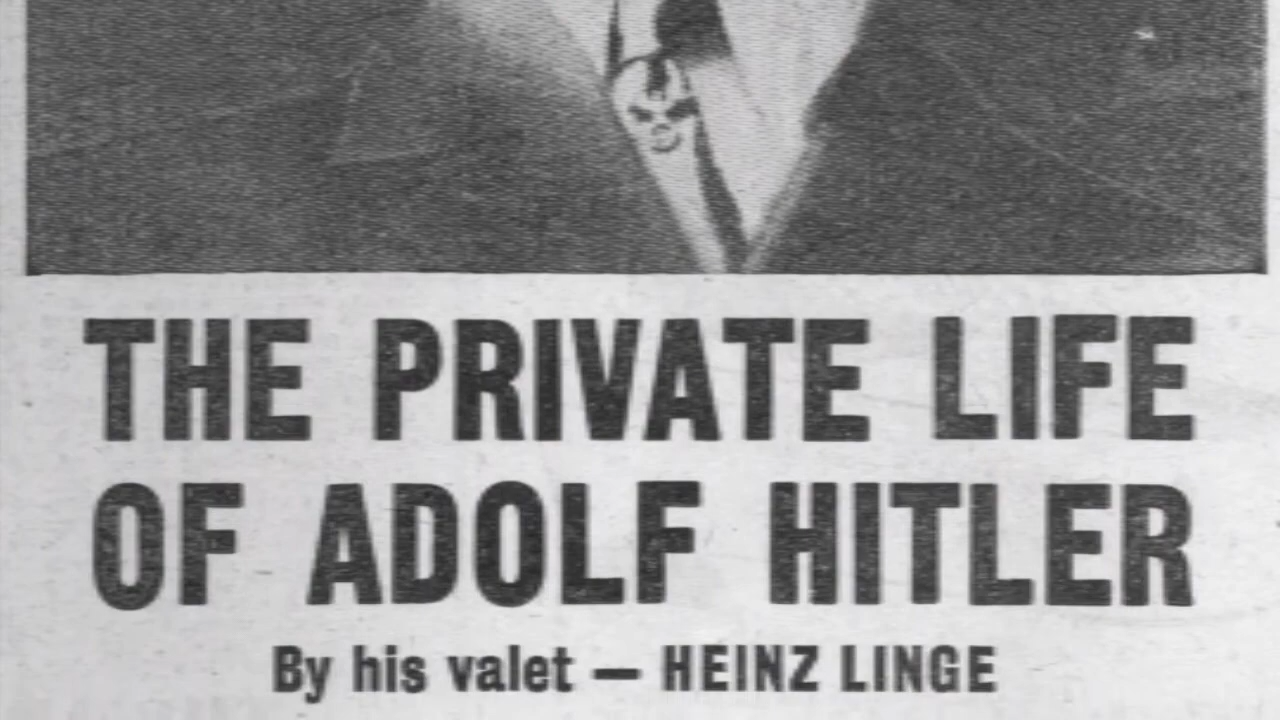 THE PRIVATE LIFE
OF ADOLF HITLER
By his valet — HEINZ LINGE